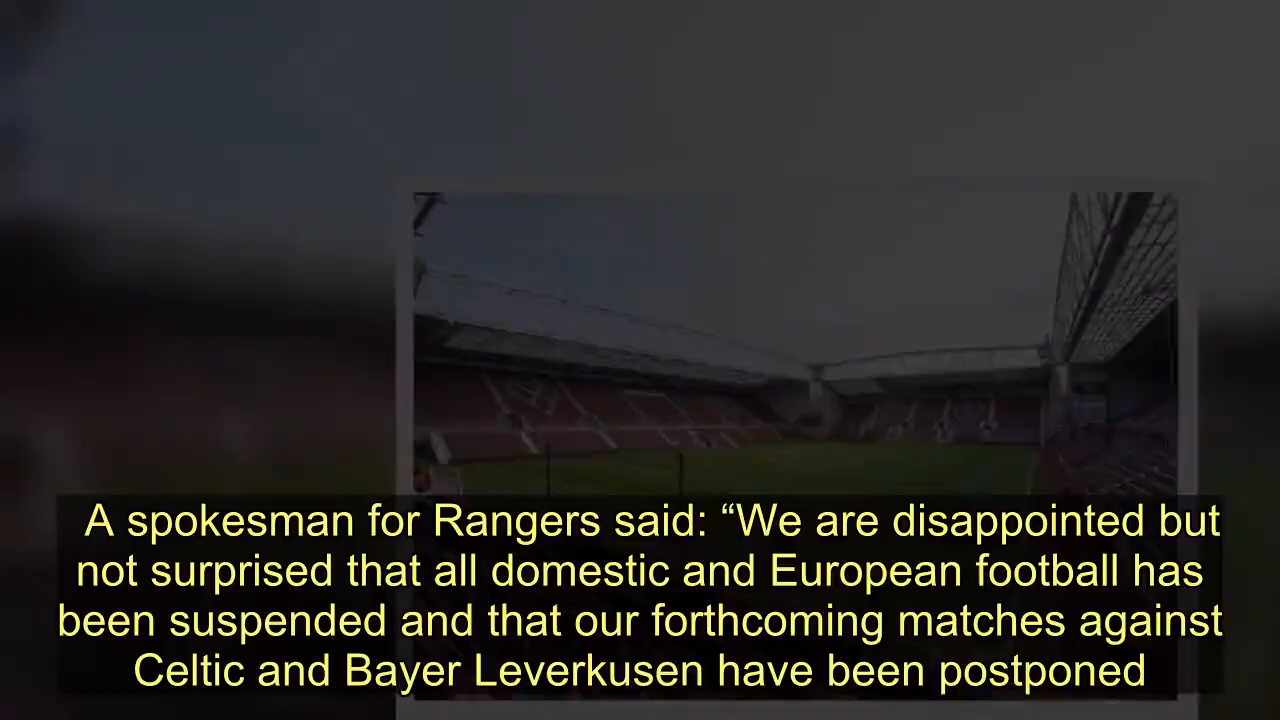 A spokesman for Rangers said: “We are disappointed but
not surprised that all domestic and European football has
been suspended and that our forthcoming matches against
Celtic and Bayer Leverkusen have been postponed